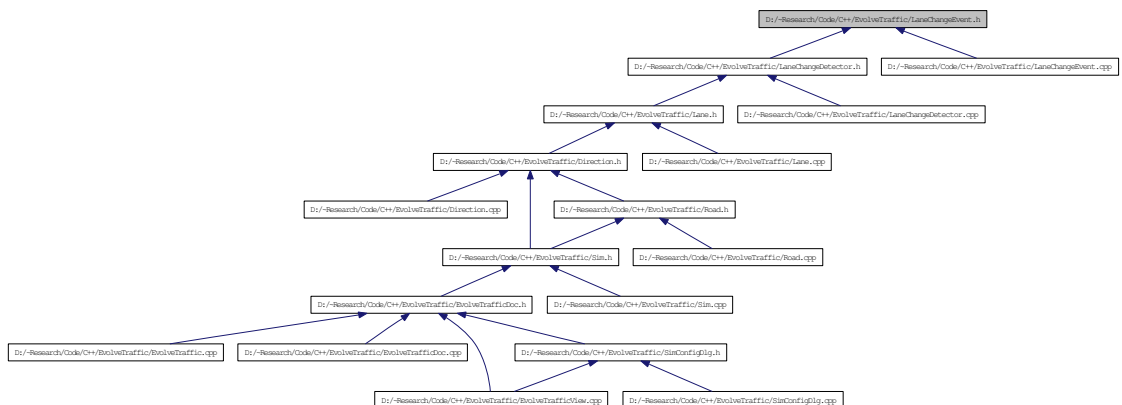 D:/~Research/Code/C++/EvolveTraffic/LaneChangeEvent.h
D:/~Research/Code/C++/EvolveTraffic/LaneChangeDetector.h
D:/~Research/Code/C++/EvolveTraffic/LaneChangeEvent.cpp
D:/~Research/Code/C++/EvolveTraffic/Lane.h
D:/~Research/Code/C++/EvolveTraffic/LaneChangeDetector.cpp
D:/~Research/Code/C++/EvolveTraffic/Direction.h
D:/~Research/Code/C++/EvolveTraffic/Lane.cpp
D:/~Research/Code/C++/EvolveTraffic/Direction.cpp
D:/~Research/Code/C++/EvolveTraffic/Road.h
D:/~Research/Code/C++/EvolveTraffic/Sim.h
D:/~Research/Code/C++/EvolveTraffic/Road.cpp
D:/~Research/Code/C++/EvolveTraffic/EvolveTrafficDoc.h
D:/~Research/Code/C++/EvolveTraffic/Sim.cpp
D:/~Research/Code/C++/EvolveTraffic/EvolveTraffic.cpp
D:/~Research/Code/C++/EvolveTraffic/EvolveTrafficDoc.cpp
D:/~Research/Code/C++/EvolveTraffic/SimConfigDlg.h
D:/~Research/Code/C++/EvolveTraffic/EvolveTrafficView.cpp
D:/~Research/Code/C++/EvolveTraffic/SimConfigDlg.cpp